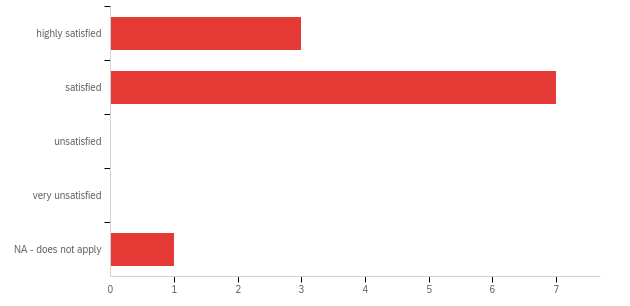 highly satisfied
satisfied
unsatisfied
very unsatisfied
NA - does not apply
0 1 2 3 4 5 6 7